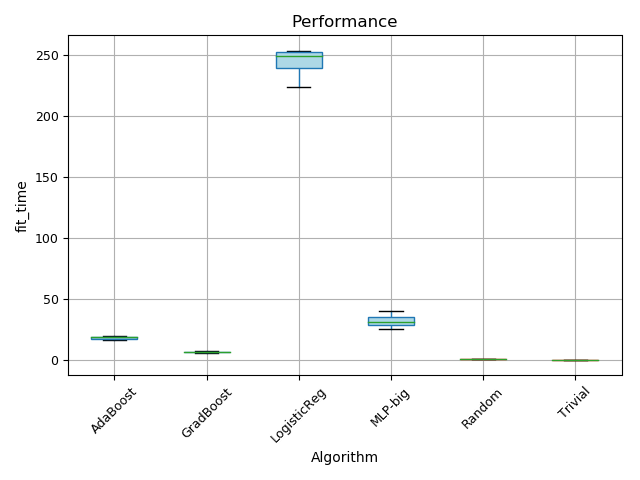 Performance
fit_time
250
200
150
100
50
0
AdaBoost
GradBoost
LogisticReg
MLP-big
Random
Trivial
Algorithm